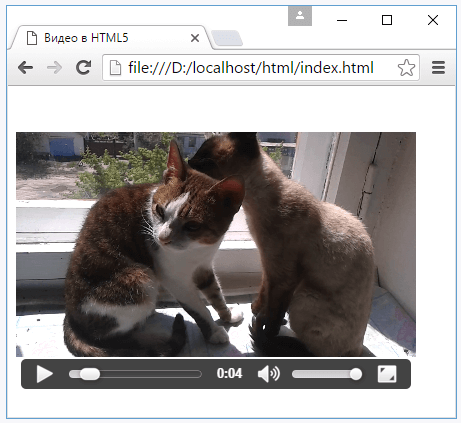 Видео в HTML5
file:///D:/localhost/html/index.html
0:04